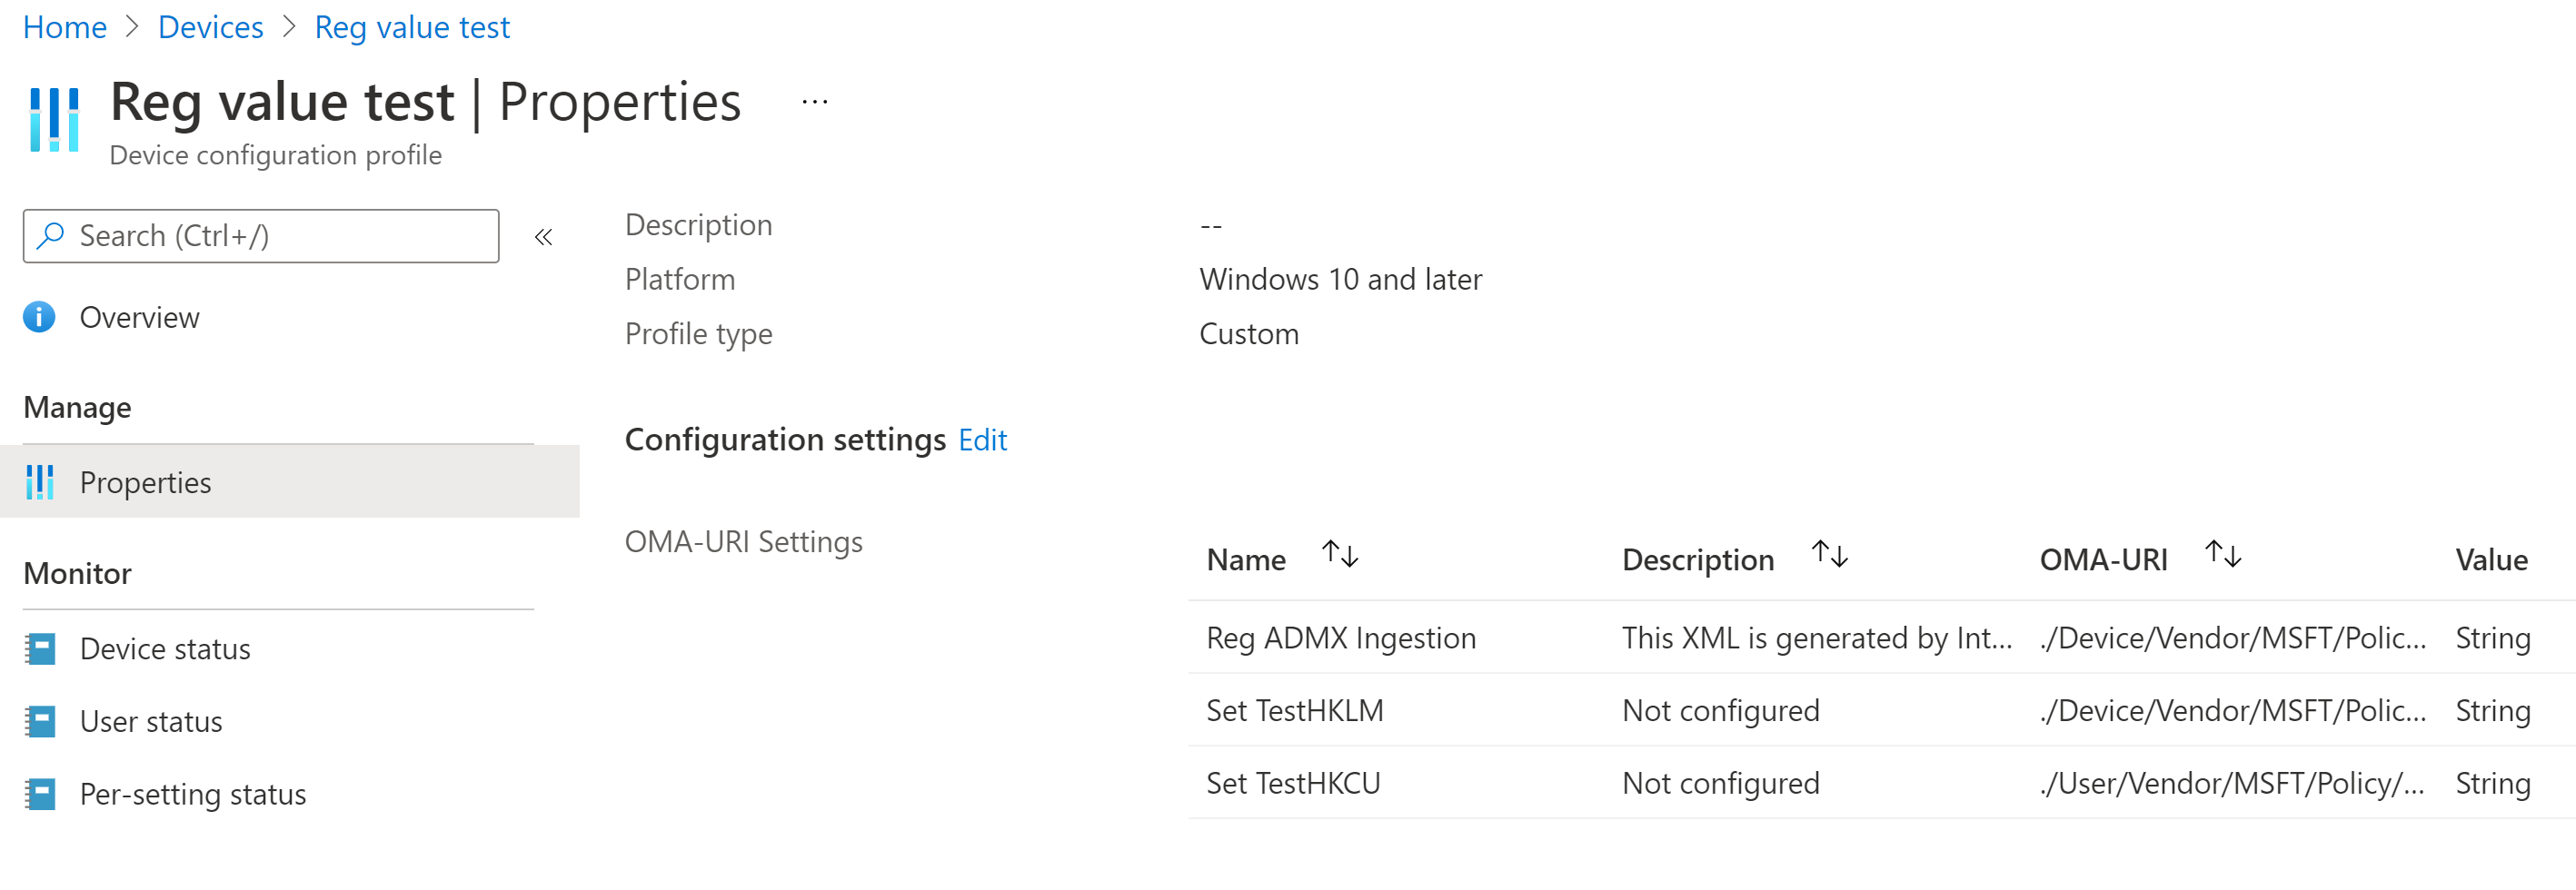 Home > Devices > Reg value test
Reg value test | Properties ...
Device configuration profile
Search (Ctrl+/) «
Overview
Manage
Properties
Monitor
Device status
User status
Per-setting status
Description --
Platform Windows 10 and later
Profile type Custom
Configuration settings Edit
OMA-URI Settings
Name ↑↓ Description ↑↓ OMA-URI ↑↓ Value
Reg ADMX Ingestion This XML is generated by Int... ./Device/Vendor/MSFT/Polic... String
Set TestHKLM Not configured ./Device/Vendor/MSFT/Polic... String
Set TestHKCU Not configured ./User/Vendor/MSFT/Policy/... String